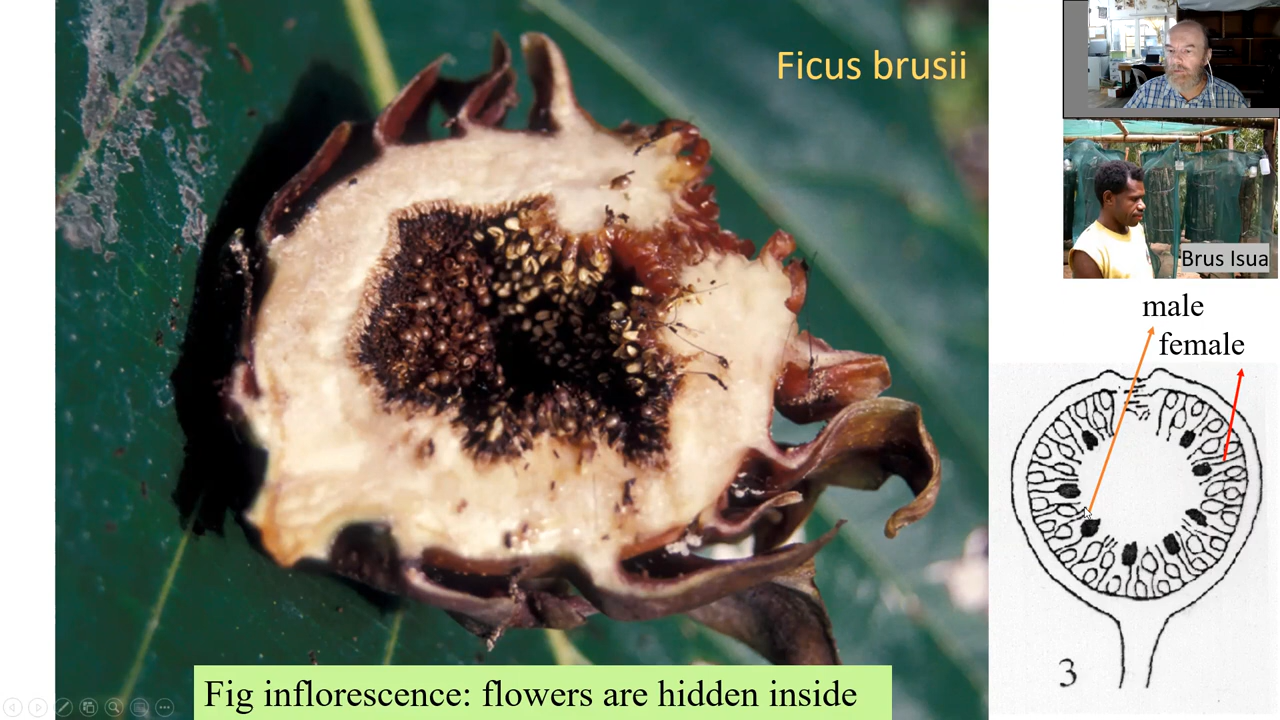 Ficus brusii
Brus Isua
male
female
3
Fig inflorescence: flowers are hidden inside